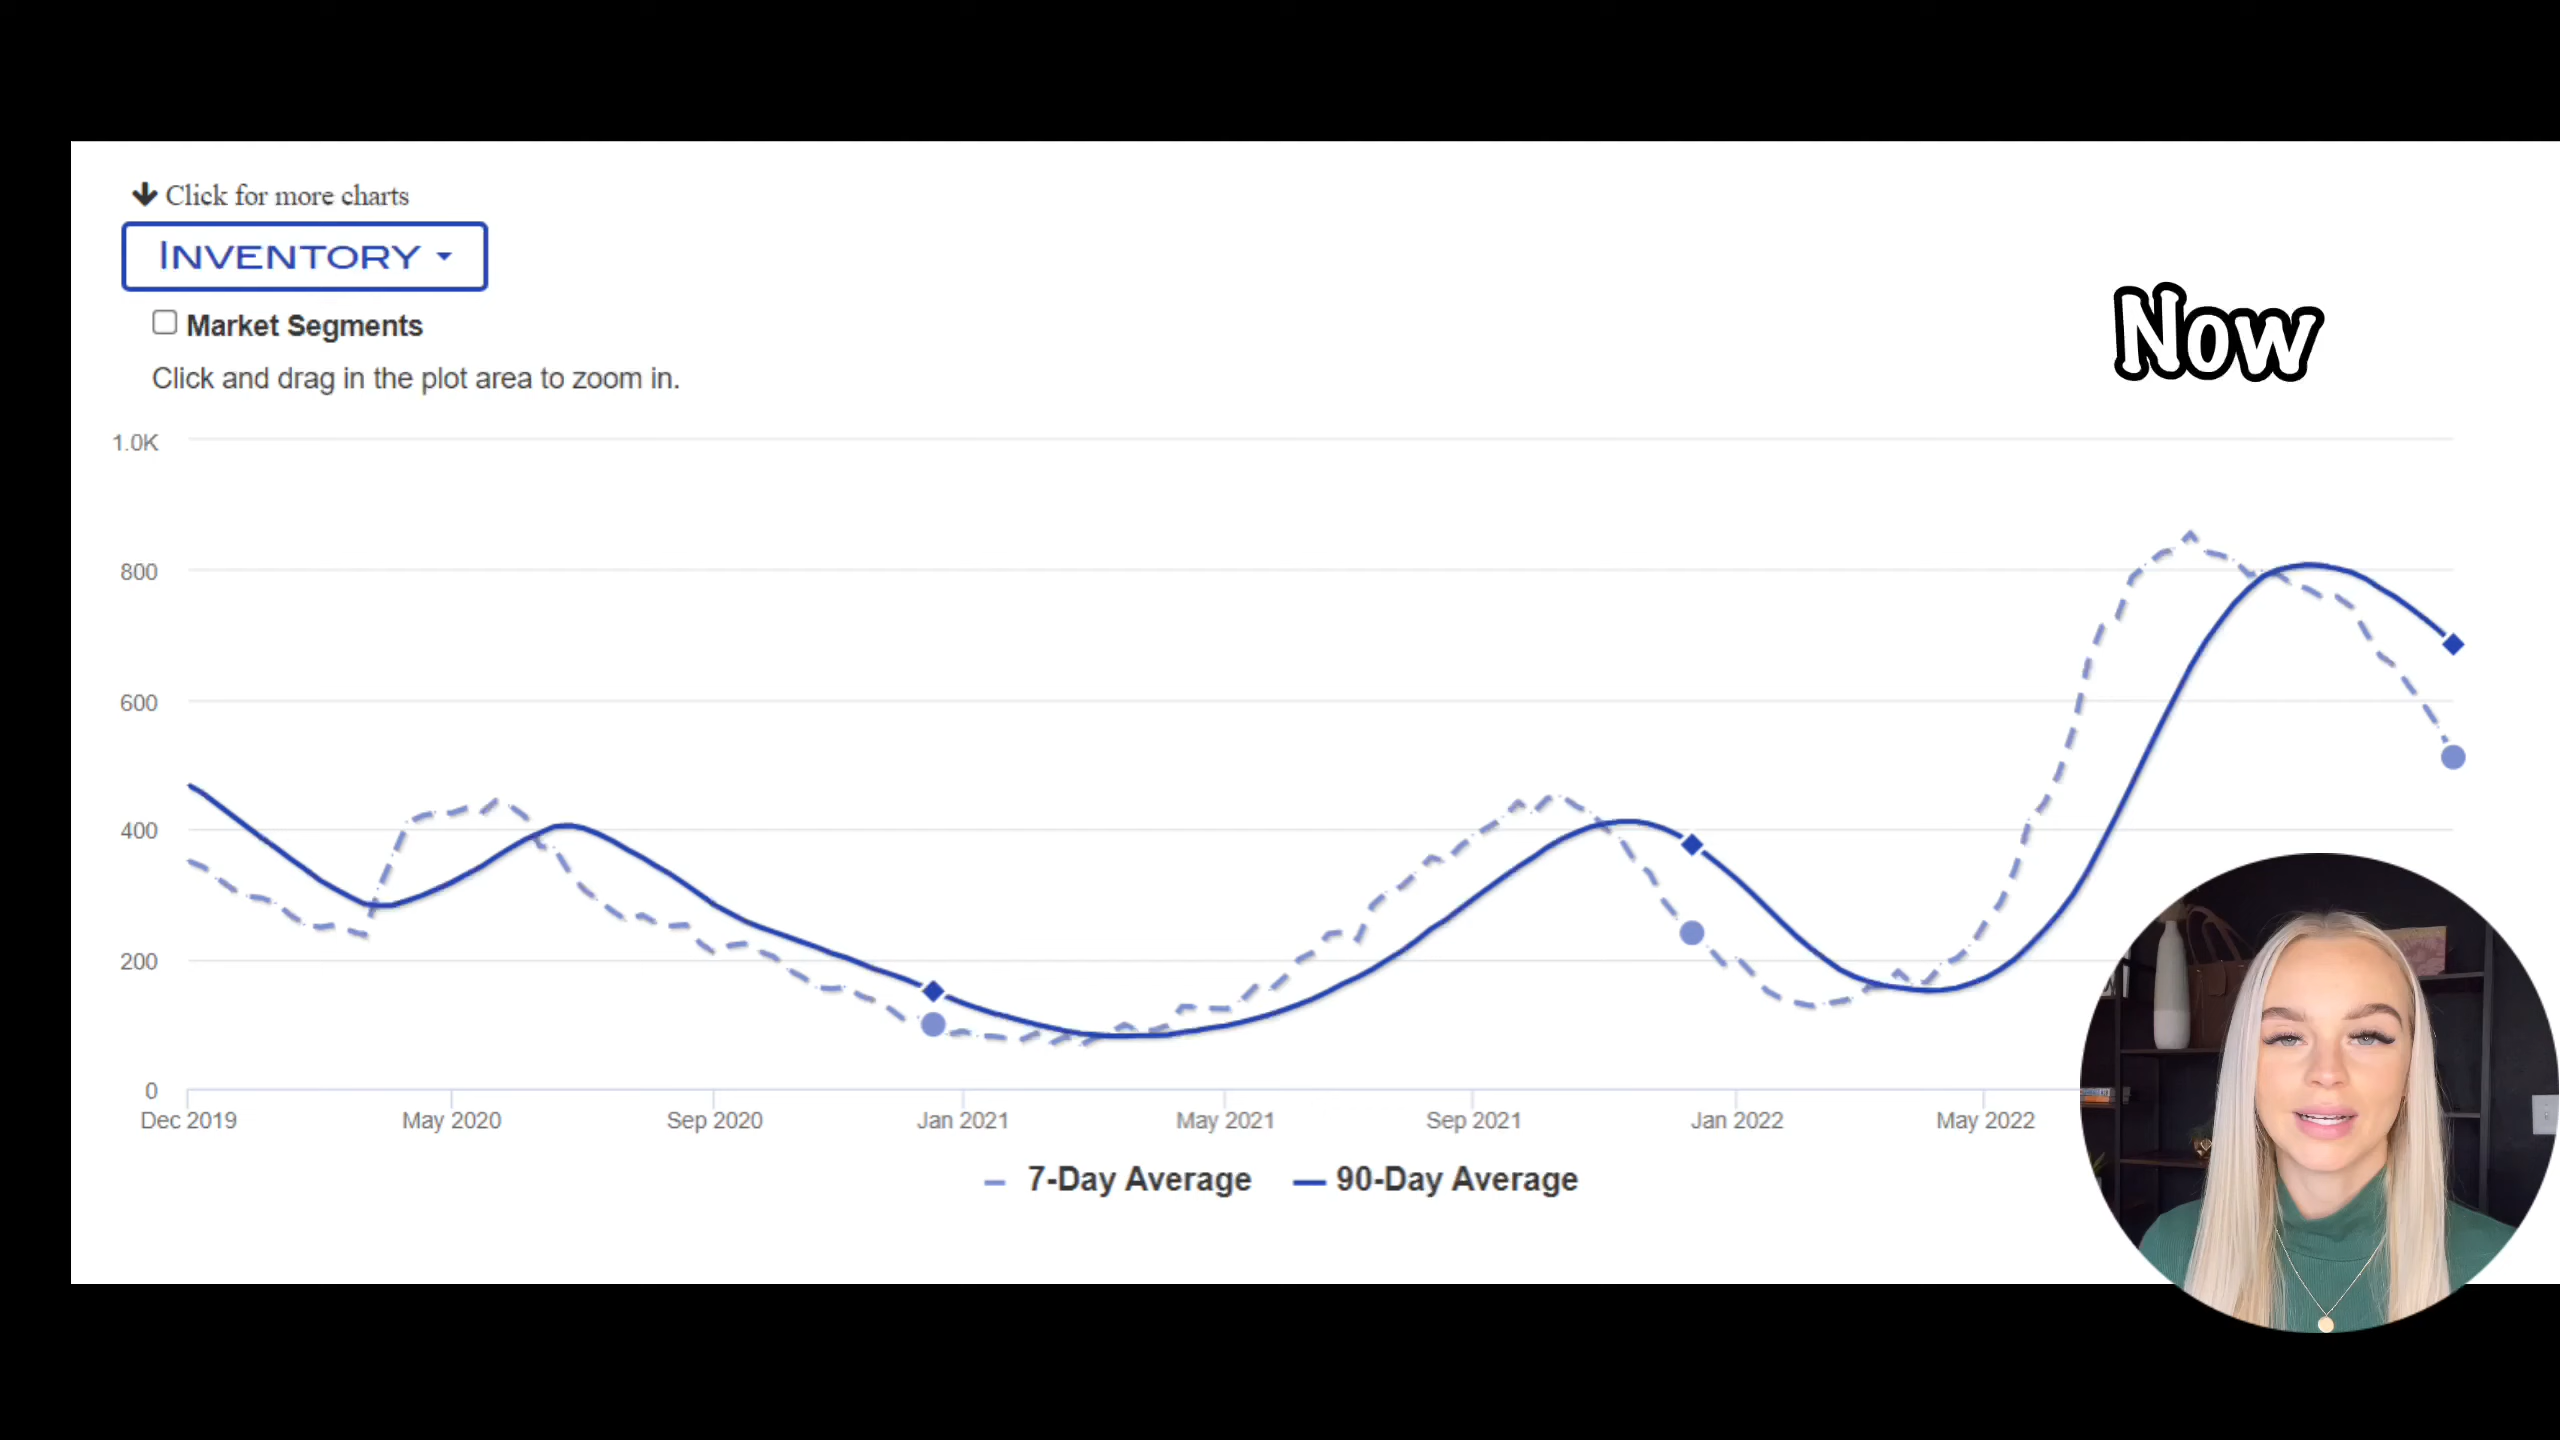 Click for more charts
INVENTORY
Market Segments
Click and drag in the plot area to zoom in.
Now
1.0K
800
600
400
200
0
Dec 2019 May 2020 Sep 2020 Jan 2021 May 2021 Sep 2021 Jan 2022 May 2022
7-Day Average 90-Day Average